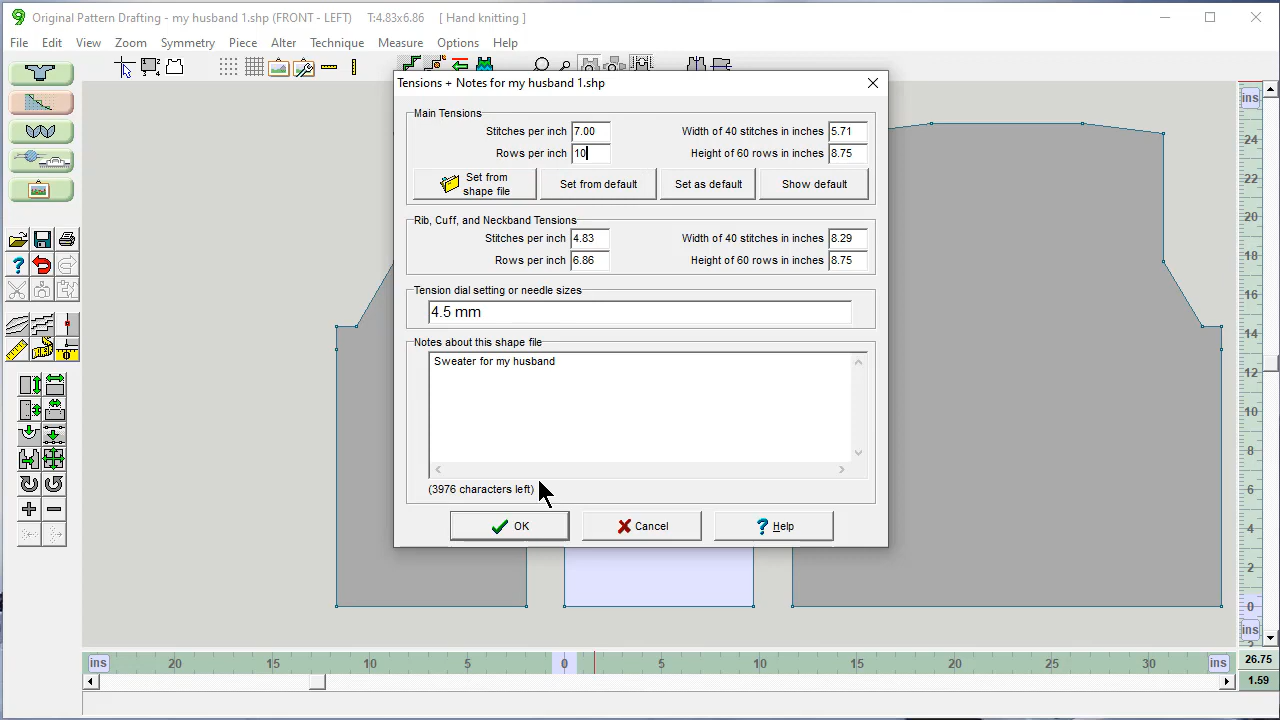 Original Pattern Drafting - my husband 1.shp (FRONT - LEFT) T:4.83x6.86 [ Hand knitting ]
File Edit View Zoom Symmetry Piece Alter Technique Measure Options Help
Tensions + Notes for my husband 1.shp
Main Tensions
Stitches per inch 7.00 Width of 40 stitches in inches 5.71
Rows per inch 10 Height of 60 rows in inches 8.75
Set from shape file Set from default Set as default Show default
Rib, Cuff, and Neckband Tensions
Stitches per inch 4.83 Width of 40 stitches in inches 8.29
Rows per inch 6.86 Height of 60 rows in inches 8.75
Tension dial setting or needle sizes
4.5 mm
Notes about this shape file
Sweater for my husband
(3976 characters left)
OK Cancel Help
ins
24
22
20
18
16
14
12
10
8
6
4
2
0
ins
2
ins 20 15 10 5 0 5 10 15 20 25 30 ins
26.75
1.59